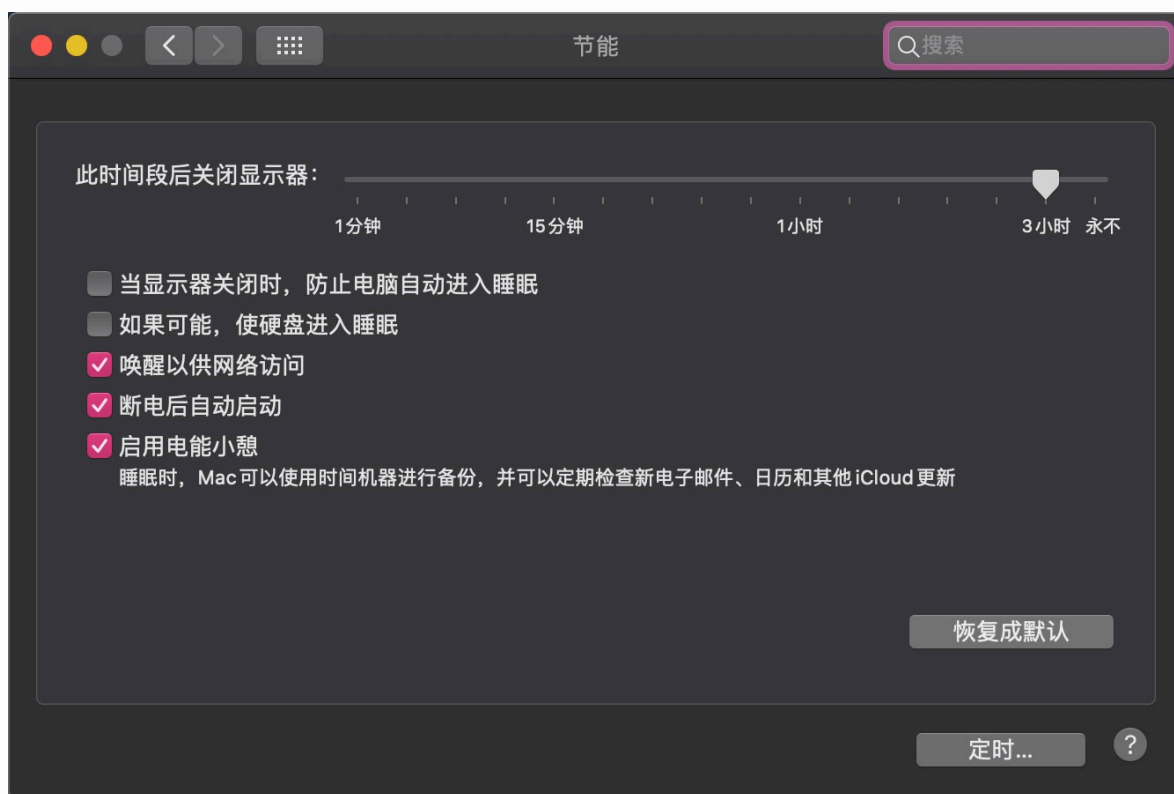 节能
搜索
此时间段后关闭显示器：
1分钟 15分钟 1小时 3小时 永不
当显示器关闭时，防止电脑自动进入睡眠
如果可能，使硬盘进入睡眠
唤醒以供网络访问
断电后自动启动
启用电能小憩
睡眠时，Mac可以使用时间机器进行备份，并可以定期检查新电子邮件、日历和其他iCloud更新
恢复成默认
定时...
?